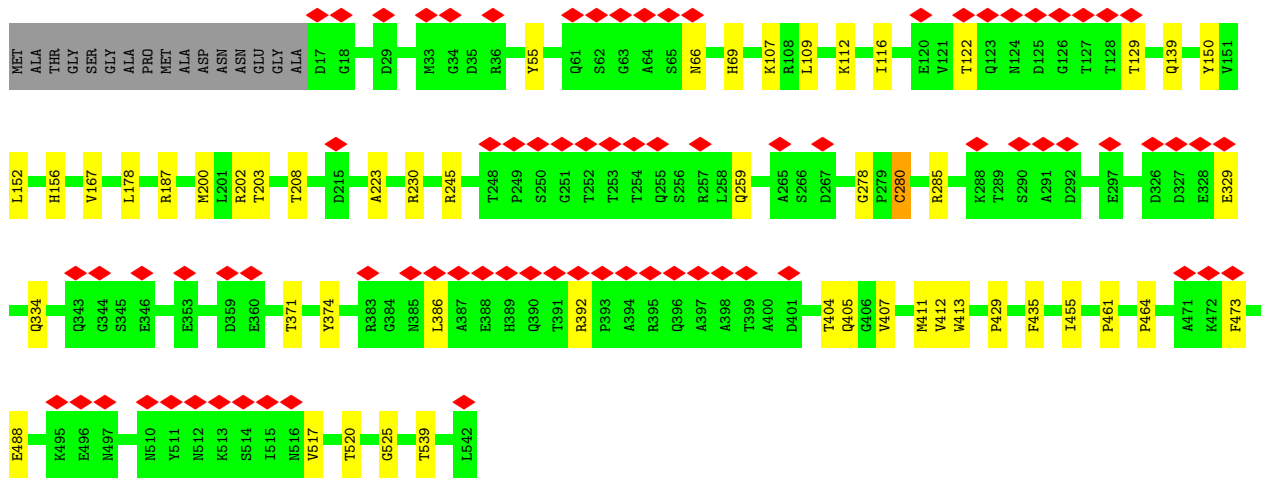 MET ALA THR GLY SER GLY ALA PRO MET ALA ASP ASN ASN GLU GLY ALA D17 G18 D29 M33 G34 D35 R36 Y55 Q61 S62 G63 A64 S65 N66 H69 K107 R108 L109 K112 I116 E120 V121 T122 Q123 N124 D125 G126 T127 T128 T129 Q139 Y150 V151
L152 H156 V167 L178 R187 M200 L201 R202 T203 T208 D215 A223 R230 R245 T248 P249 S250 G251 T252 T253 T254 Q255 S256 R257 L258 Q259 A265 S266 D267 G278 P279 C280 R285 K288 T289 S290 A291 D292 E297 D326 D327 E328 E329
Q334 Q343 G344 S345 E346 E353 D359 E360 T371 Y374 R383 G384 N385 L386 A387 E388 H389 Q390 T391 R392 P393 A394 R395 Q396 A397 A398 T399 A400 D401 T404 Q405 G406 V407 M411 V412 W413 P429 F435 I455 P461 P464 A471 K472 F473
E488 K495 E496 N497 N510 Y511 N512 K513 S514 I515 N516 V517 T520 G525 T539 L542